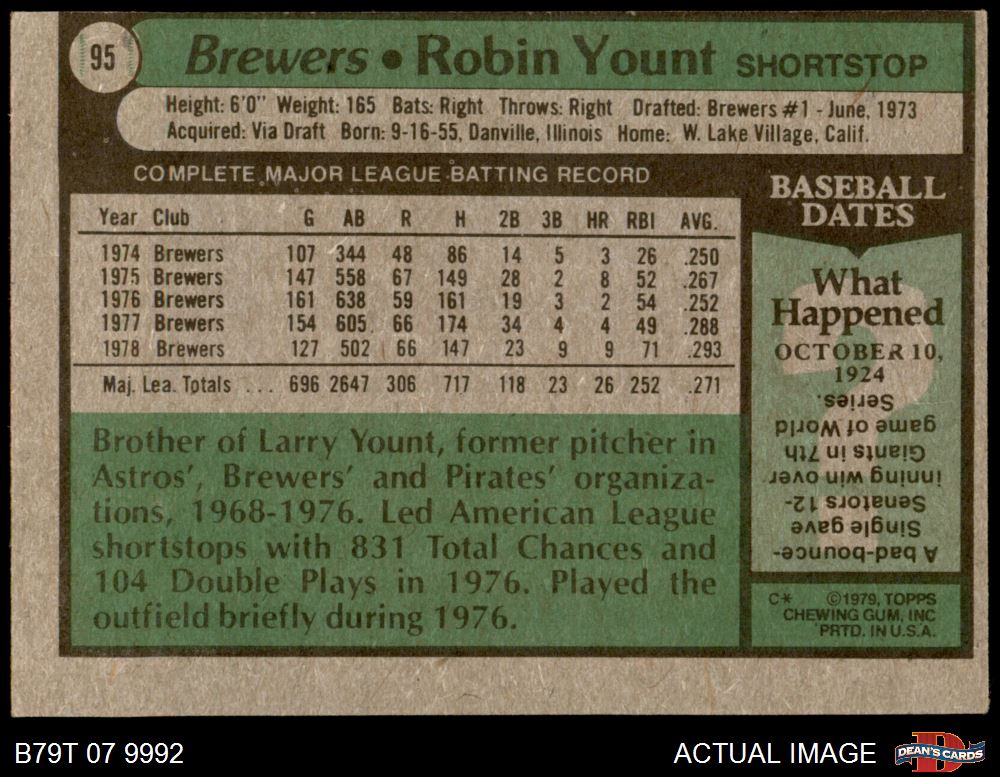 95
Brewers • Robin Yount SHORTSTOP
Height: 6'0" Weight: 165 Bats: Right Throws: Right Drafted: Brewers #1 - June, 1973
Acquired: Via Draft Born: 9-16-55, Danville, Illinois Home: W. Lake Village, Calif.
COMPLETE MAJOR LEAGUE BATTING RECORD
Year Club G AB R H 2B 3B HR RBI AVG.
1974 Brewers 107 344 48 86 14 5 3 26 .250
1975 Brewers 147 558 67 149 28 2 8 52 .267
1976 Brewers 161 638 59 161 19 3 2 54 .252
1977 Brewers 154 605 66 174 34 4 4 49 .288
1978 Brewers 127 502 66 147 23 9 9 71 .293
Maj. Lea. Totals ... 696 2647 306 717 118 23 26 252 .271
Brother of Larry Yount, former pitcher in
Astros', Brewers' and Pirates' organiza-
tions, 1968-1976. Led American League
shortstops with 831 Total Chances and
104 Double Plays in 1976. Played the
outfield briefly during 1976.
BASEBALL
DATES
What
Happened
OCTOBER 10,
1924
A bad-bounce-
Single gave
Senators 12-
inning win over
Giants in 7th
game of World
Series.
C* ©1979, TOPPS
CHEWING GUM, INC
PRTD. IN U.S.A.
B79T 07 9992
ACTUAL IMAGE
D
DEAN'S CARDS